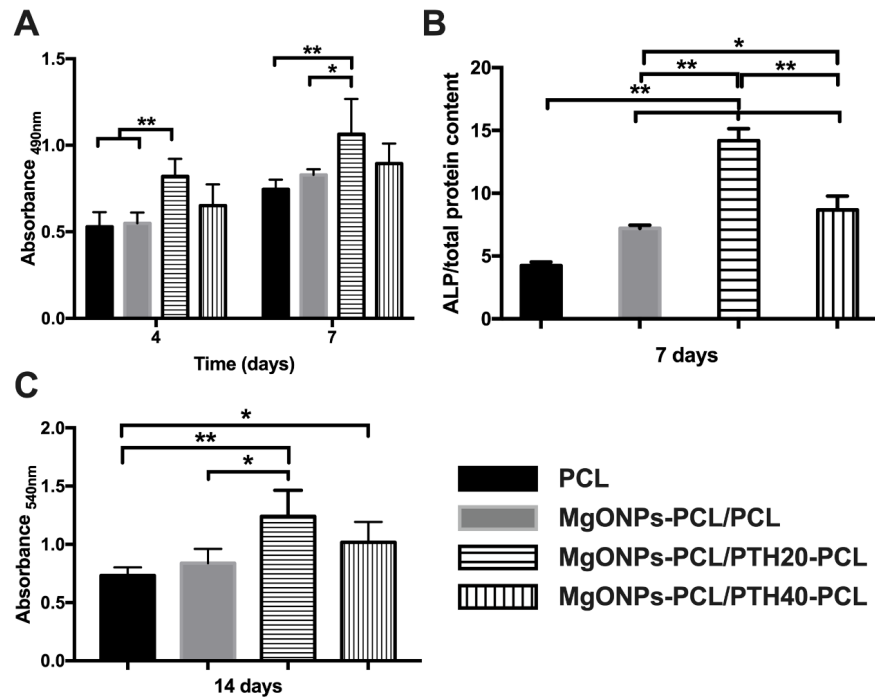 A
Absorbance 490nm
1.5
1.0
0.5
0.0
**
**
*
4
7
Time (days)
B
ALP/total protein content
20
15
10
5
0
*
**
**
**
7 days
C
Absorbance 540nm
2.0
1.5
1.0
0.5
0.0
*
**
*
14 days
PCL
MgONPs-PCL/PCL
MgONPs-PCL/PTH20-PCL
MgONPs-PCL/PTH40-PCL